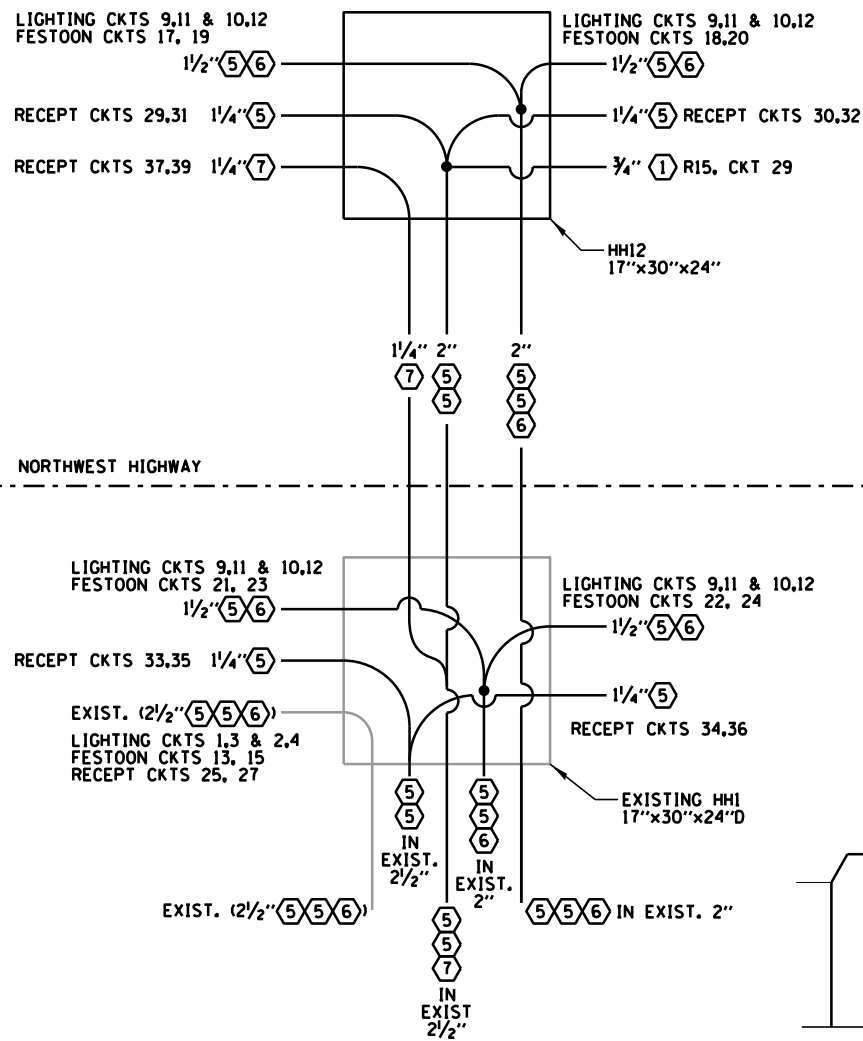 LIGHTING CKTS 9,11 & 10,12
FESTOON CKTS 17, 19
1½" 5 6
LIGHTING CKTS 9,11 & 10,12
FESTOON CKTS 18,20
1½" 5 6
RECEPT CKTS 29,31 1¼" 5
1¼" 5 RECEPT CKTS 30,32
RECEPT CKTS 37,39 1¼" 7
¾" 1 R15, CKT 29
HH12
17"x30"x24"
1¼"
7
2"
5
5
2"
5
5
6
NORTHWEST HIGHWAY
LIGHTING CKTS 9,11 & 10,12
FESTOON CKTS 21, 23
1½" 5 6
LIGHTING CKTS 9,11 & 10,12
FESTOON CKTS 22, 24
1½" 5 6
RECEPT CKTS 33,35 1¼" 5
1¼" 5
RECEPT CKTS 34,36
EXIST. (2½" 5 5 6)
LIGHTING CKTS 1,3 & 2,4
FESTOON CKTS 13, 15
RECEPT CKTS 25, 27
EXISTING HH1
17"x30"x24"D
5
5
IN
EXIST.
2½"
5
5
6
IN
EXIST.
2"
EXIST. (2½" 5 5 6)
5 5 6 IN EXIST. 2"
5
5
7
IN
EXIST
2½"